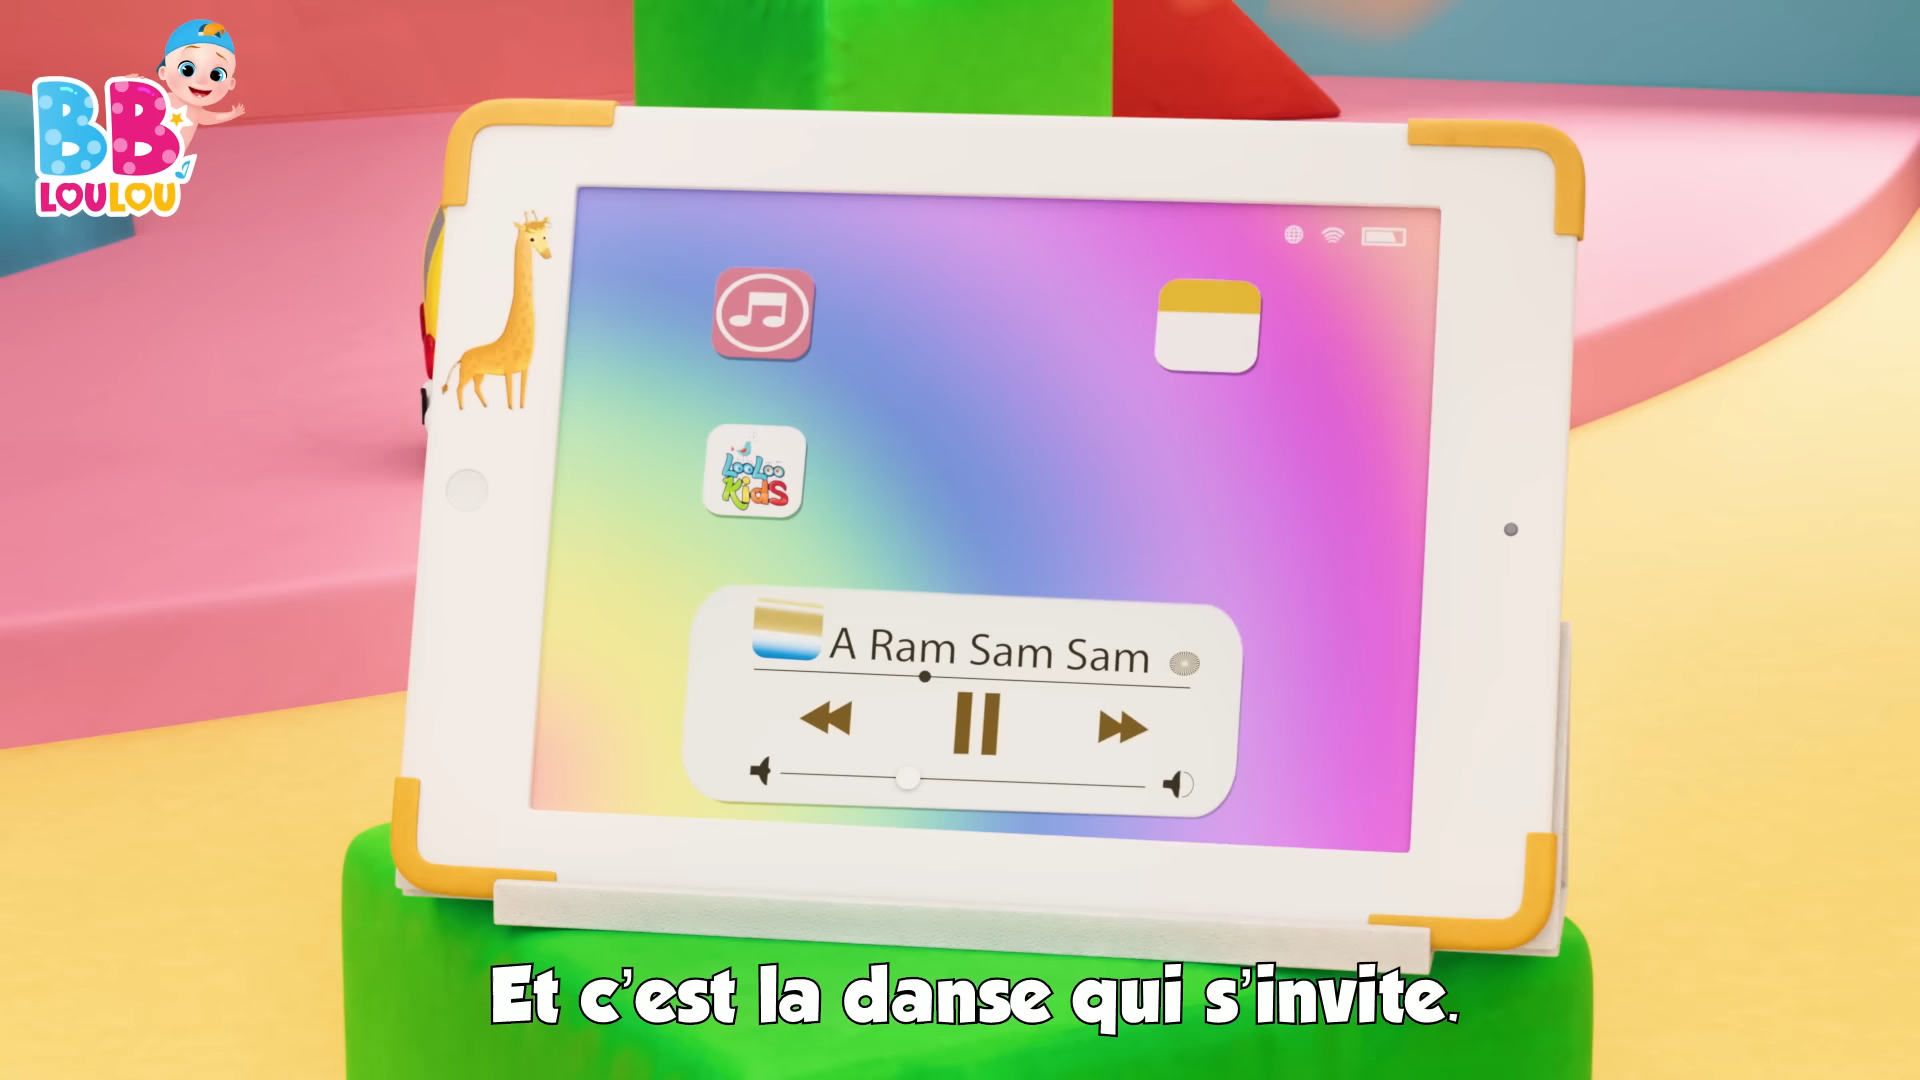 BB
LOULOU
LooLoo
Kids
A Ram Sam Sam
Et c'est la danse qui s'invite.